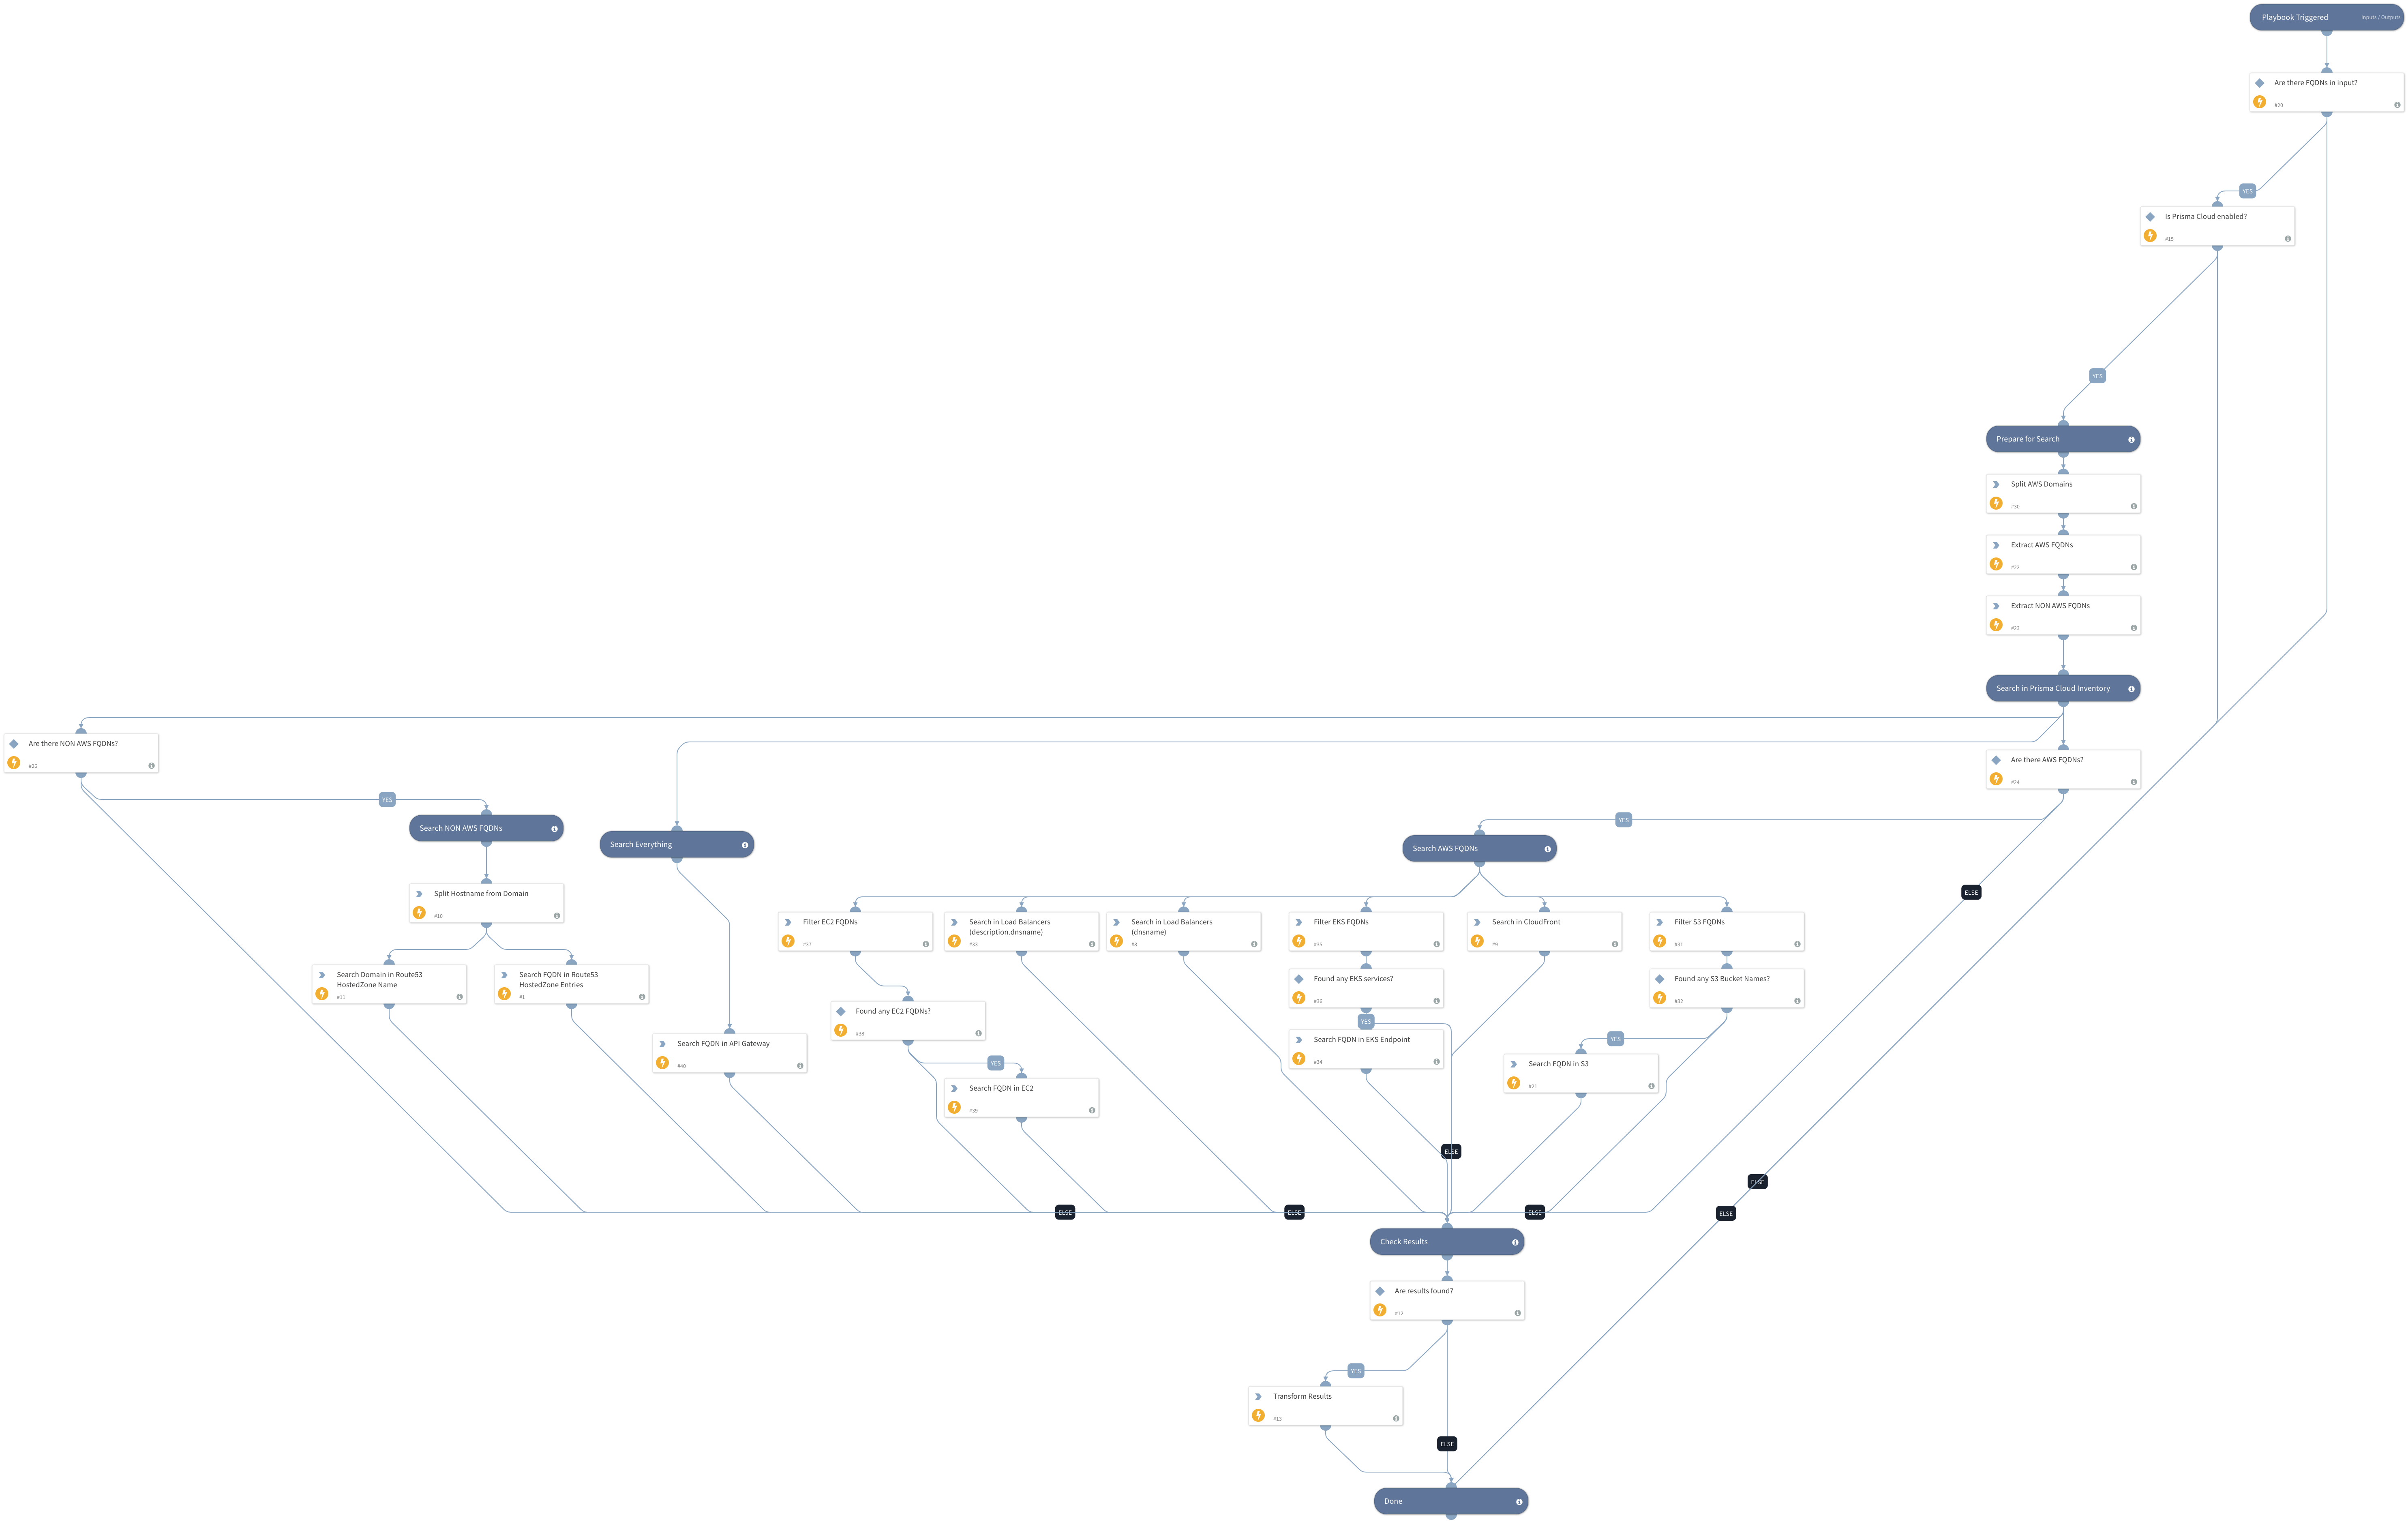 Playbook Triggered
Inputs / Outputs
Are there FQDNs in input?
#20
YES
Is Prisma Cloud enabled?
#15
YES
Prepare for Search
Split AWS Domains
#30
Extract AWS FQDNs
#22
Extract NON AWS FQDNs
#23
Search in Prisma Cloud Inventory
Are there NON AWS FQDNs?
#26
Are there AWS FQDNs?
#24
YES
YES
Search NON AWS FQDNs
Search Everything
Search AWS FQDNs
ELSE
Split Hostname from Domain
#10
Filter EC2 FQDNs
#37
Search in Load Balancers
(description.dnsname)
#33
Search in Load Balancers
(dnsname)
#8
Filter EKS FQDNs
#35
Search in CloudFront
#9
Filter S3 FQDNs
#31
Search Domain in Route53
HostedZone Name
#11
Search FQDN in Route53
HostedZone Entries
#1
Found any EKS services?
#36
Found any S3 Bucket Names?
#32
Found any EC2 FQDNs?
#38
YES
Search FQDN in API Gateway
#40
Search FQDN in EKS Endpoint
#34
YES
YES
Search FQDN in S3
#21
Search FQDN in EC2
#39
ELSE
ELSE
ELSE
ELSE
ELSE
ELSE
Check Results
Are results found?
#12
YES
Transform Results
#13
ELSE
Done